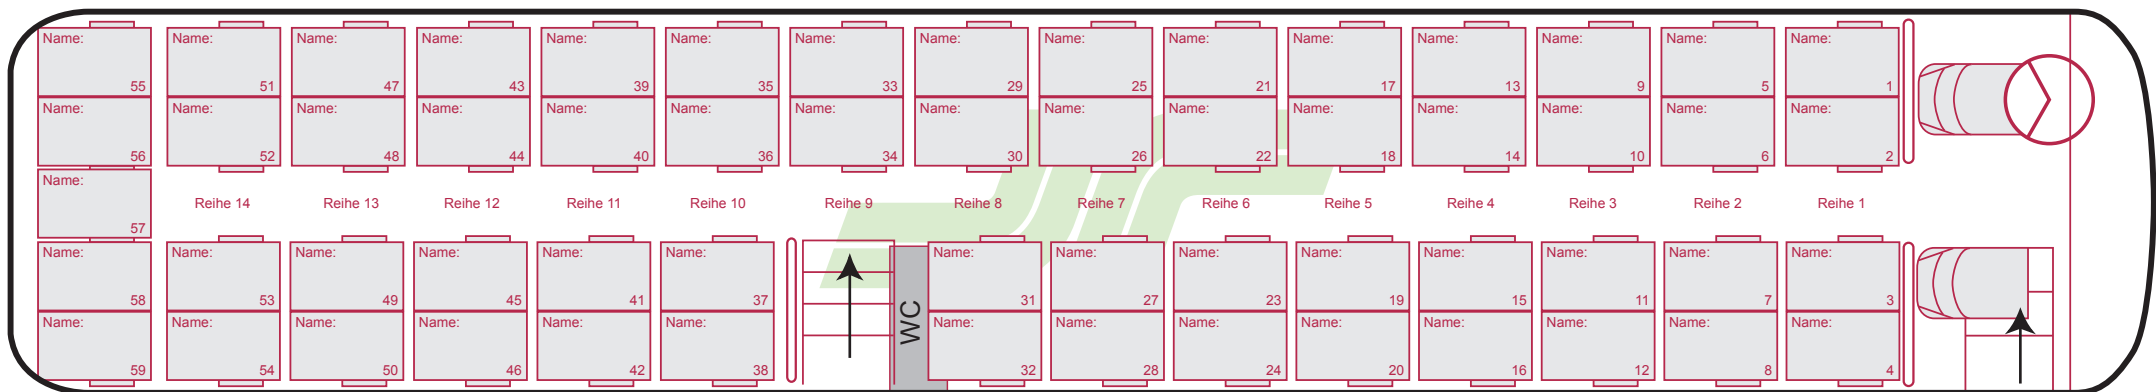 Name: Name: Name: Name: Name: Name: Name: Name: Name: Name: Name: Name: Name: Name: Name:
55 51 47 43 39 35 33 29 25 21 17 13 9 5 1
Name: Name: Name: Name: Name: Name: Name: Name: Name: Name: Name: Name: Name: Name: Name:
56 52 48 44 40 36 34 30 26 22 18 14 10 6 2
Name:
Reihe 14 Reihe 13 Reihe 12 Reihe 11 Reihe 10 Reihe 9 Reihe 8 Reihe 7 Reihe 6 Reihe 5 Reihe 4 Reihe 3 Reihe 2 Reihe 1
57
Name: Name: Name: Name: Name: Name: Name: Name: Name: Name: Name: Name: Name: Name:
58 53 49 45 41 37 31 27 23 19 15 11 7 3
WC
Name: Name: Name: Name: Name: Name: Name: Name: Name: Name: Name: Name: Name: Name:
59 54 50 46 42 38 32 28 24 20 16 12 8 4